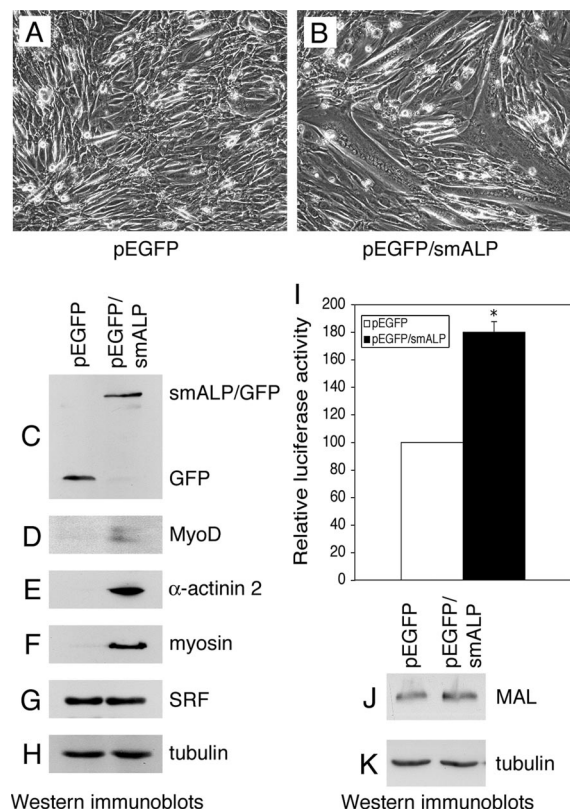 A
B
pEGFP
pEGFP/smALP
pEGFP
pEGFP/
smALP
C
smALP/GFP
GFP
D
MyoD
E
α-actinin 2
F
myosin
G
SRF
H
tubulin
Western immunoblots
I
Relative luciferase activity
200
180
160
140
120
100
80
60
40
20
0
pEGFP
pEGFP/smALP
*
pEGFP
pEGFP/
smALP
J
MAL
K
tubulin
Western immunoblots